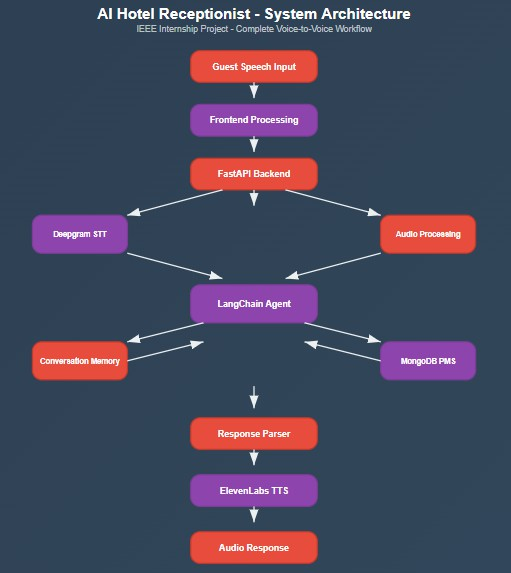 AI Hotel Receptionist - System Architecture
IEEE Internship Project - Complete Voice-to-Voice Workflow
Guest Speech Input
Frontend Processing
FastAPI Backend
Deepgram STT
Audio Processing
LangChain Agent
Conversation Memory
MongoDB PMS
Response Parser
ElevenLabs TTS
Audio Response